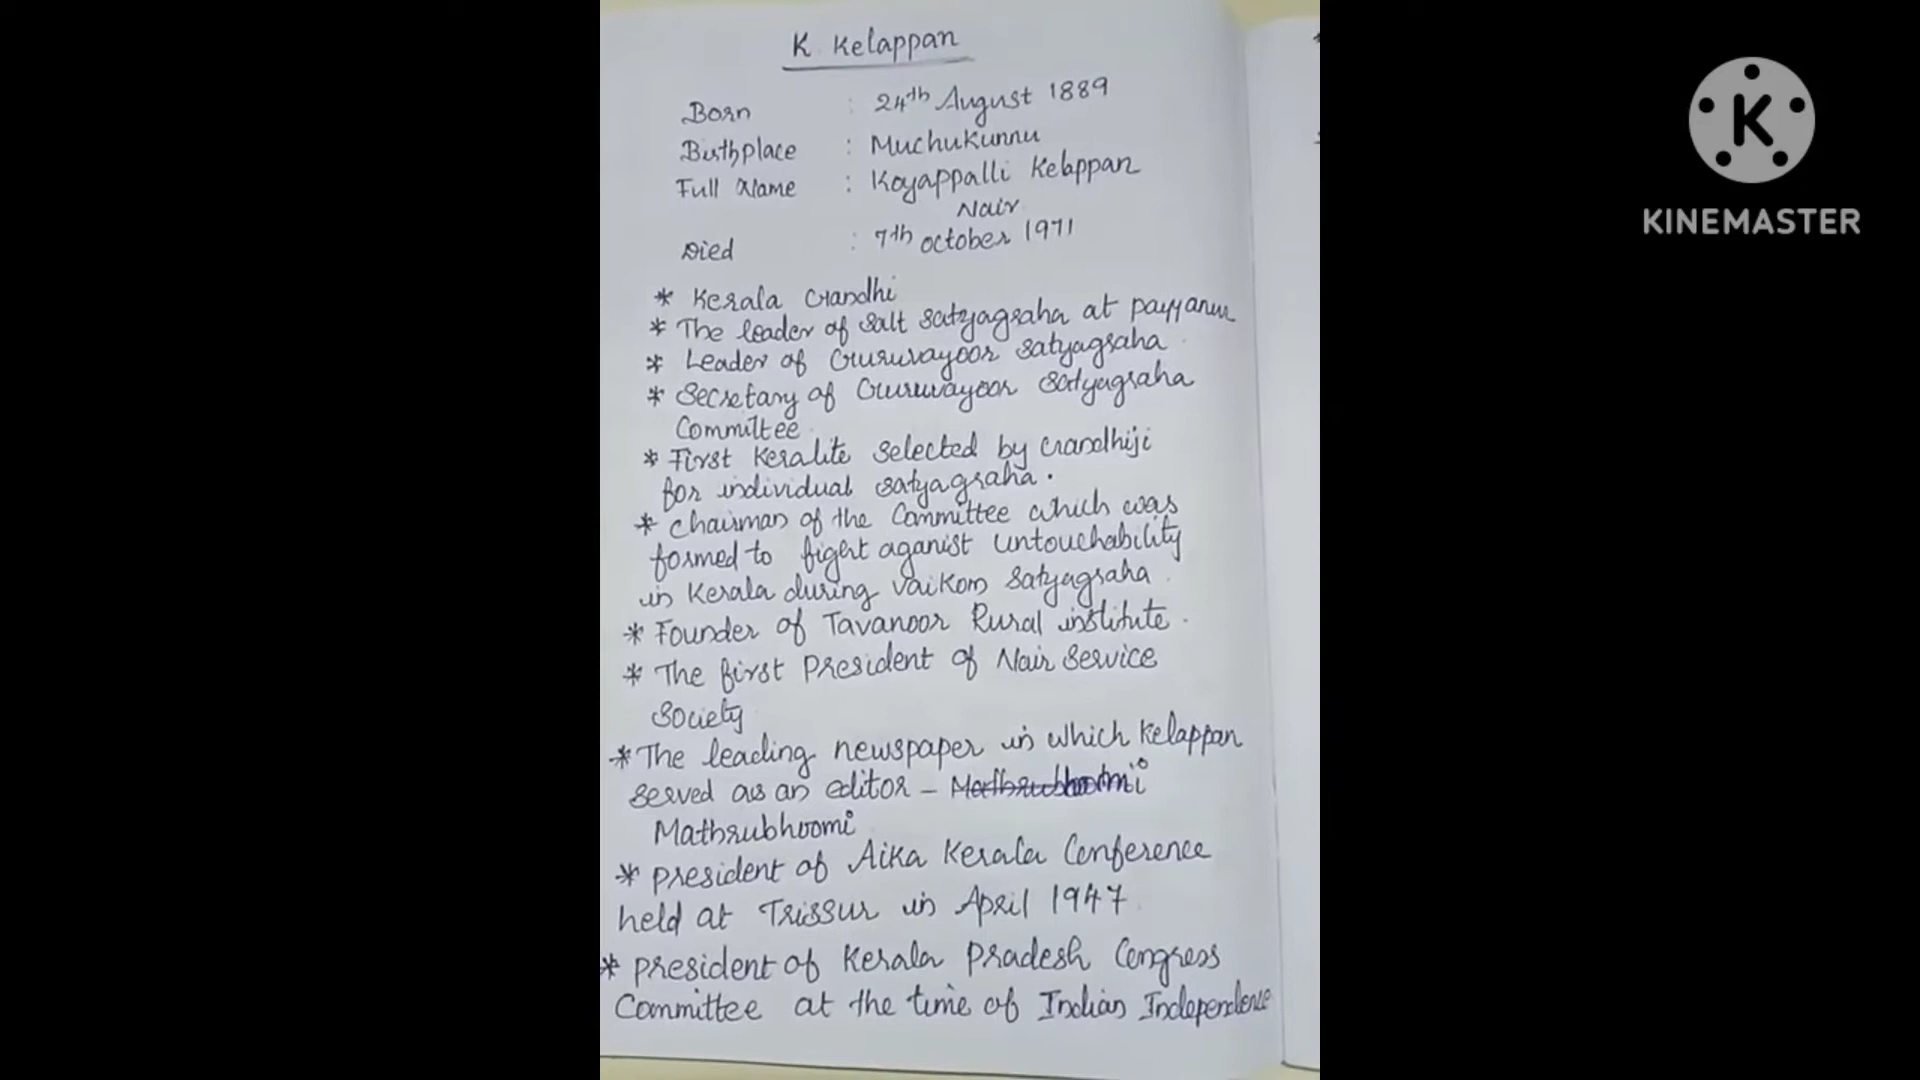 K Kelappan
Born : 24th August 1889
Birthplace : Muchukunnu
Full Name : Koyappalli Kelappan
Nair
Died : 7th october 1971
* Kerala Gandhi
* The leader of Salt Satyagraha at payyanur
* Leader of Guruvayoor Satyagraha
* Secretary of Guruvayoor Satyagraha
Committee
* First Keralite selected by Gandhiji
for individual satyagraha.
* chairman of the Committee which was
formed to fight aganist untouchability
in Kerala during Vaikom Satyagraha
* Founder of Tavanoor Rural institute.
* The first President of Nair Service
Society
* The leading newspaper in which Kelappan
served as an editor - Mathrubhoomi
Mathrubhoomi
* president of Aika Kerala Conference
held at Trissur in April 1947
* president of Kerala Pradesh Congress
Committee at the time of Indian Independence
K
KINEMASTER